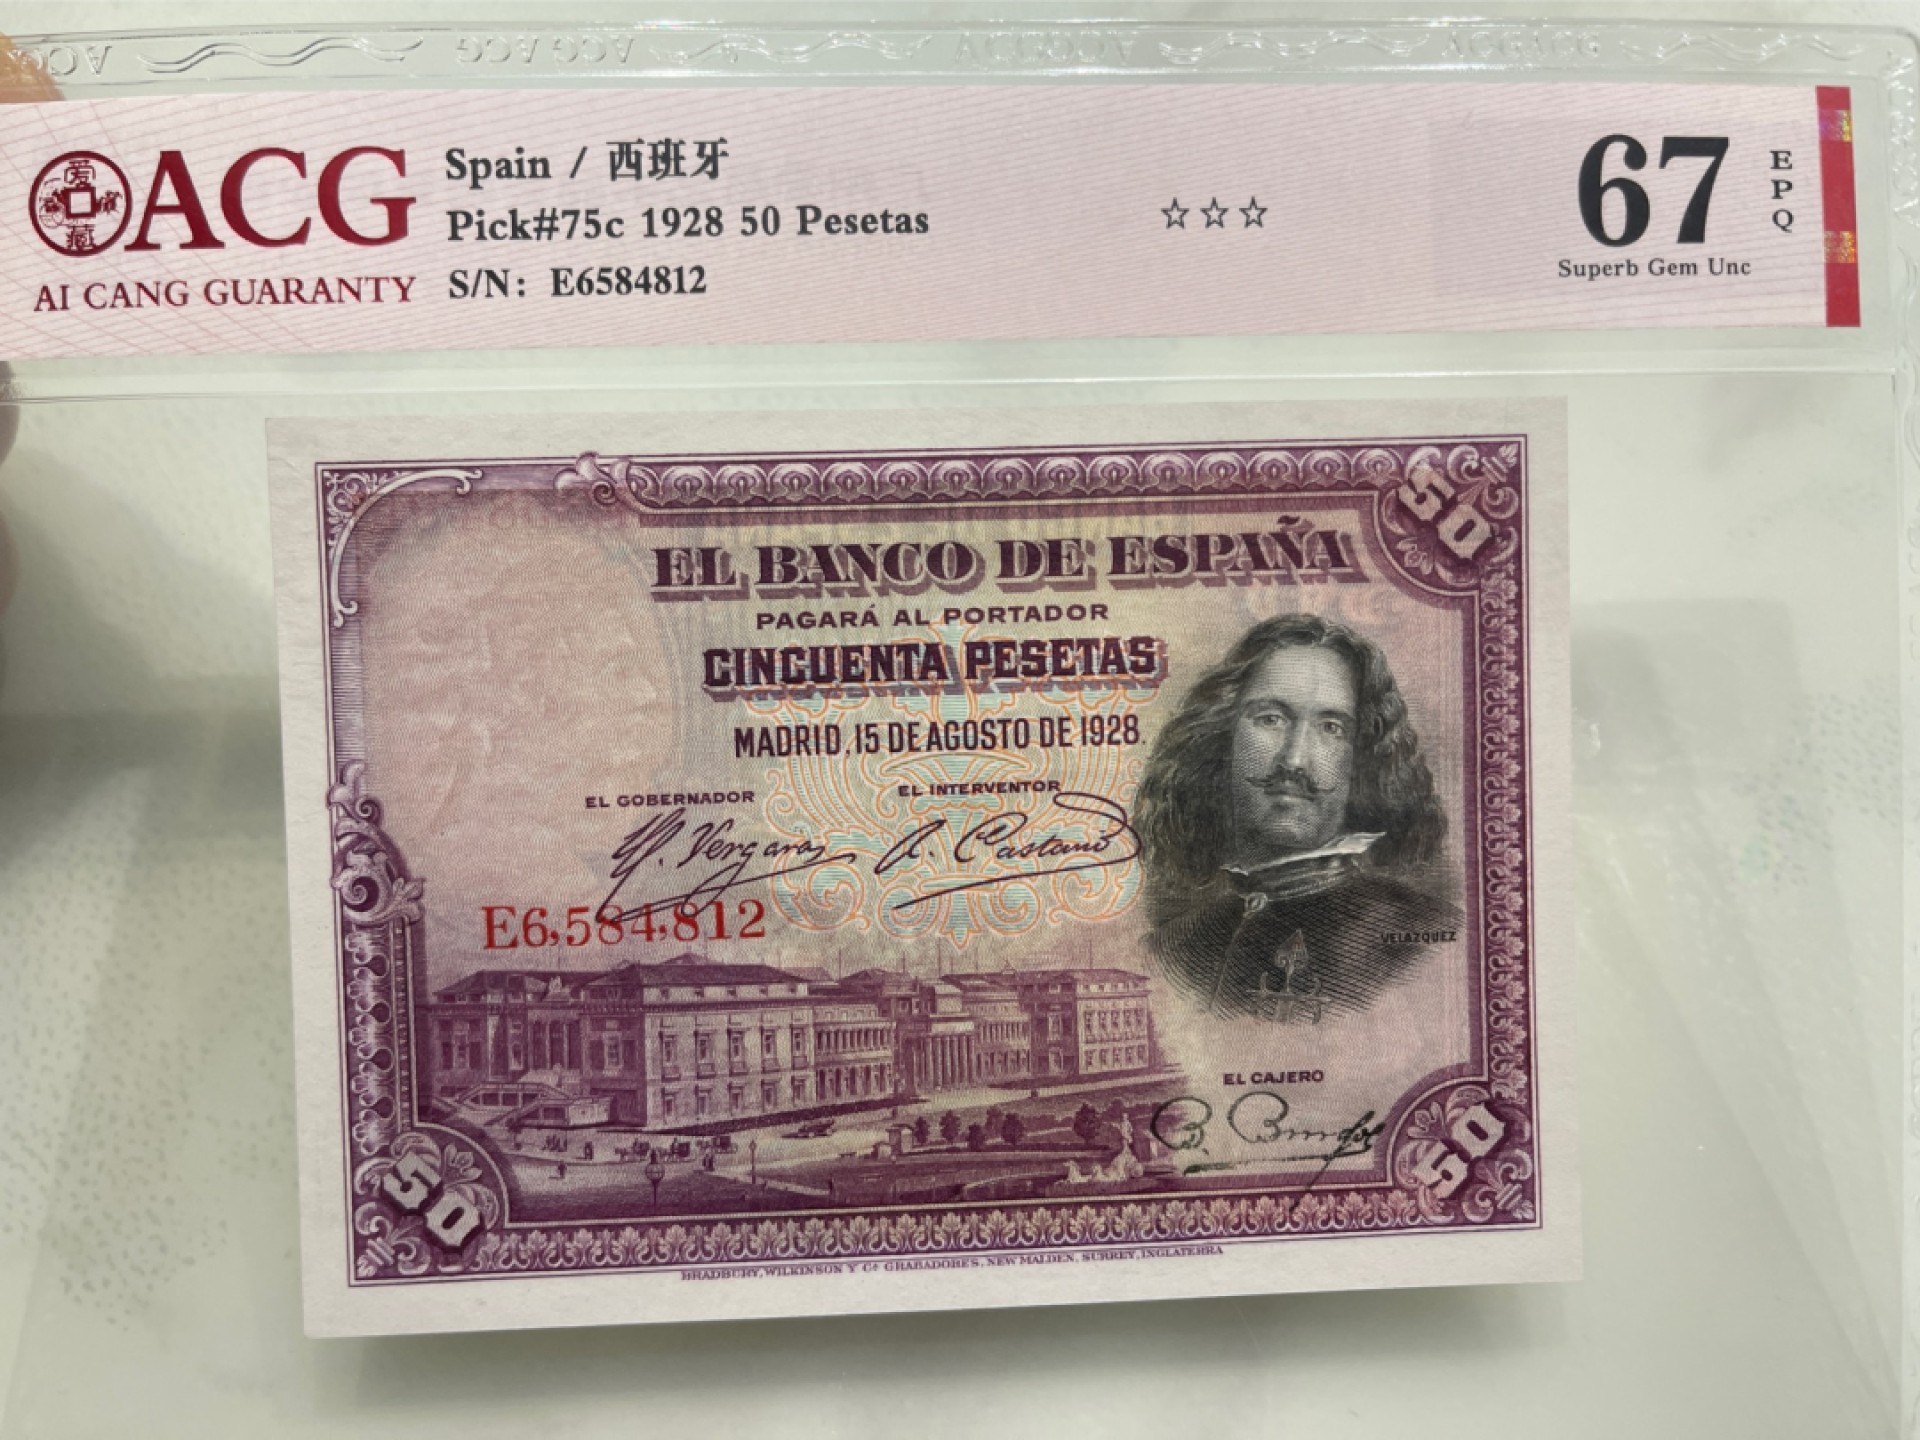 ACG
AI CANG GUARANTY
Spain / 西班牙
Pick#75c 1928 50 Pesetas
S/N: E6584812
☆☆☆
67
EPQ
Superb Gem Unc
50
EL BANCO DE ESPAÑA
PAGARÁ AL PORTADOR
CINCUENTA PESETAS
MADRID, 15 DE AGOSTO DE 1928.
EL GOBERNADOR
EL INTERVENTOR
Vergaras
A. Castaño
E6,584,812
VELAZQUEZ
EL CAJERO
50
50
BRADBURY, WILKINSON Y Cª GRABADORES, NEW MALDEN, SURREY, INGLATERRA